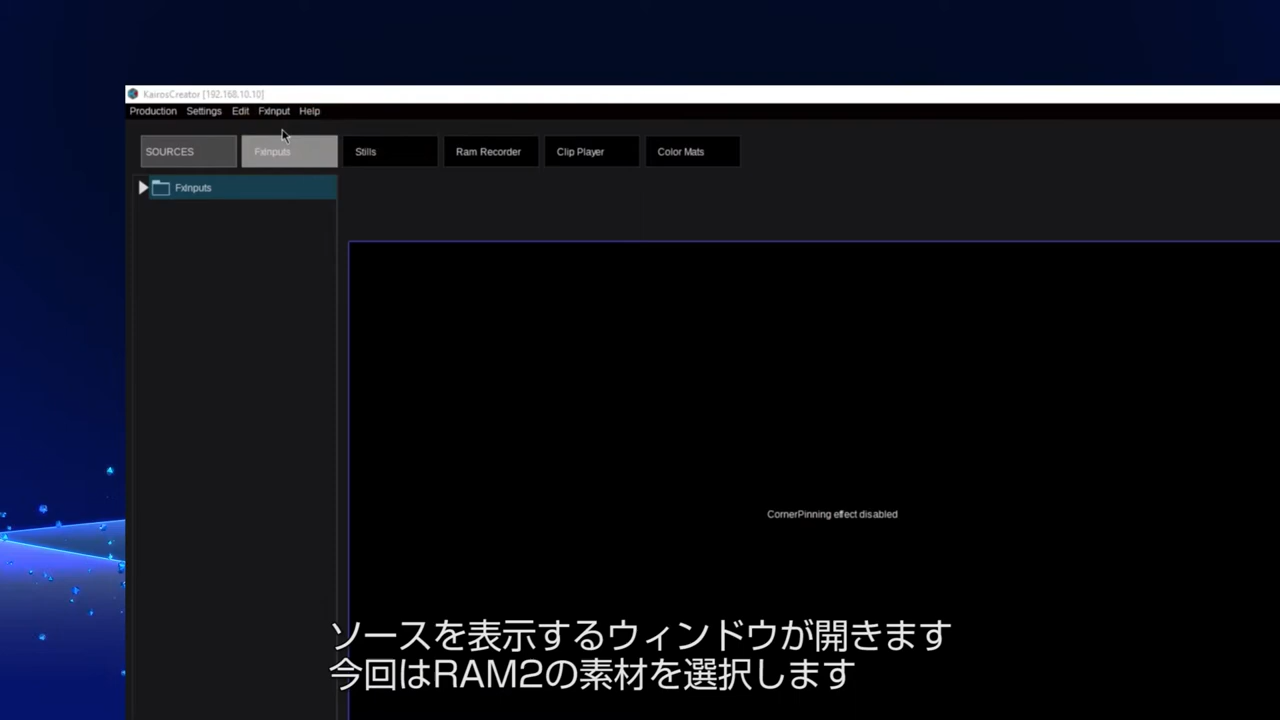 KairosCreator [192.168.10.10]
Production Settings Edit FxInput Help
SOURCES FxInputs Stills Ram Recorder Clip Player Color Mats
FxInputs
CornerPinning effect disabled
ソースを表示するウィンドウが開きます
今回はRAM2の素材を選択します